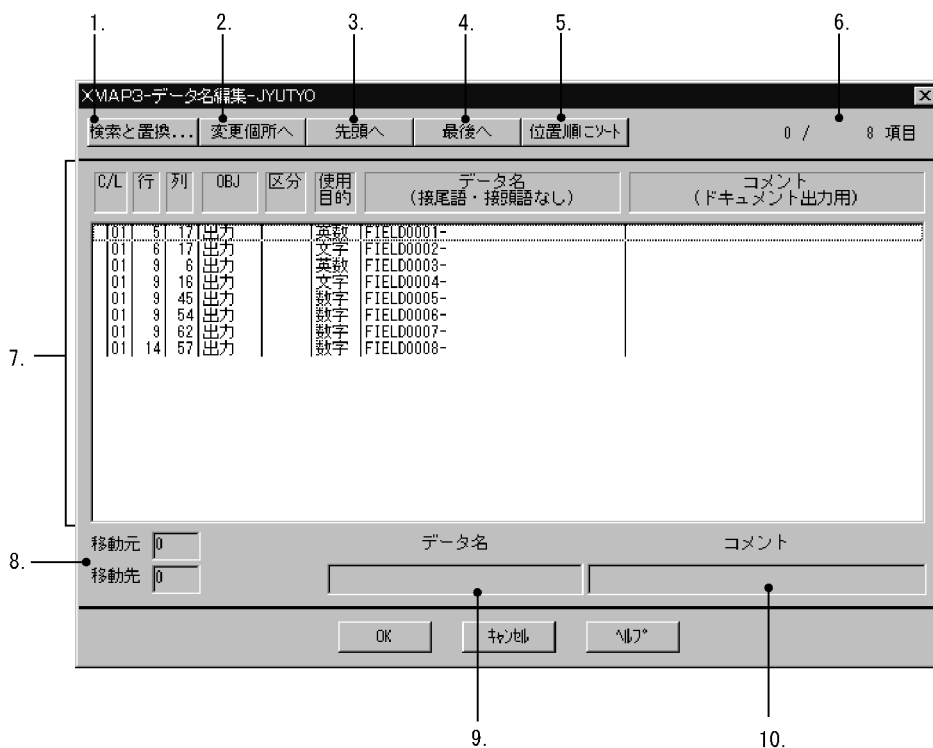 1. 2. 3. 4. 5. 6.
XMAP3-データ名編集-JYUTYO
検索と置換... 変更個所へ 先頭へ 最後へ 位置順にソート 0 / 8 項目
7.
C/L 行 列 OBJ 区分 使用目的 データ名(接尾語・接頭語なし) コメント(ドキュメント出力用)
01 5 17 出力 英数 FIELD0001-
01 6 17 出力 文字 FIELD0002-
01 9 6 出力 英数 FIELD0003-
01 9 16 出力 文字 FIELD0004-
01 9 45 出力 数字 FIELD0005-
01 9 54 出力 数字 FIELD0006-
01 9 62 出力 数字 FIELD0007-
01 14 57 出力 数字 FIELD0008-
8.
移動元 0 データ名 コメント
移動先 0
OK キャンセル ヘルプ
9. 10.